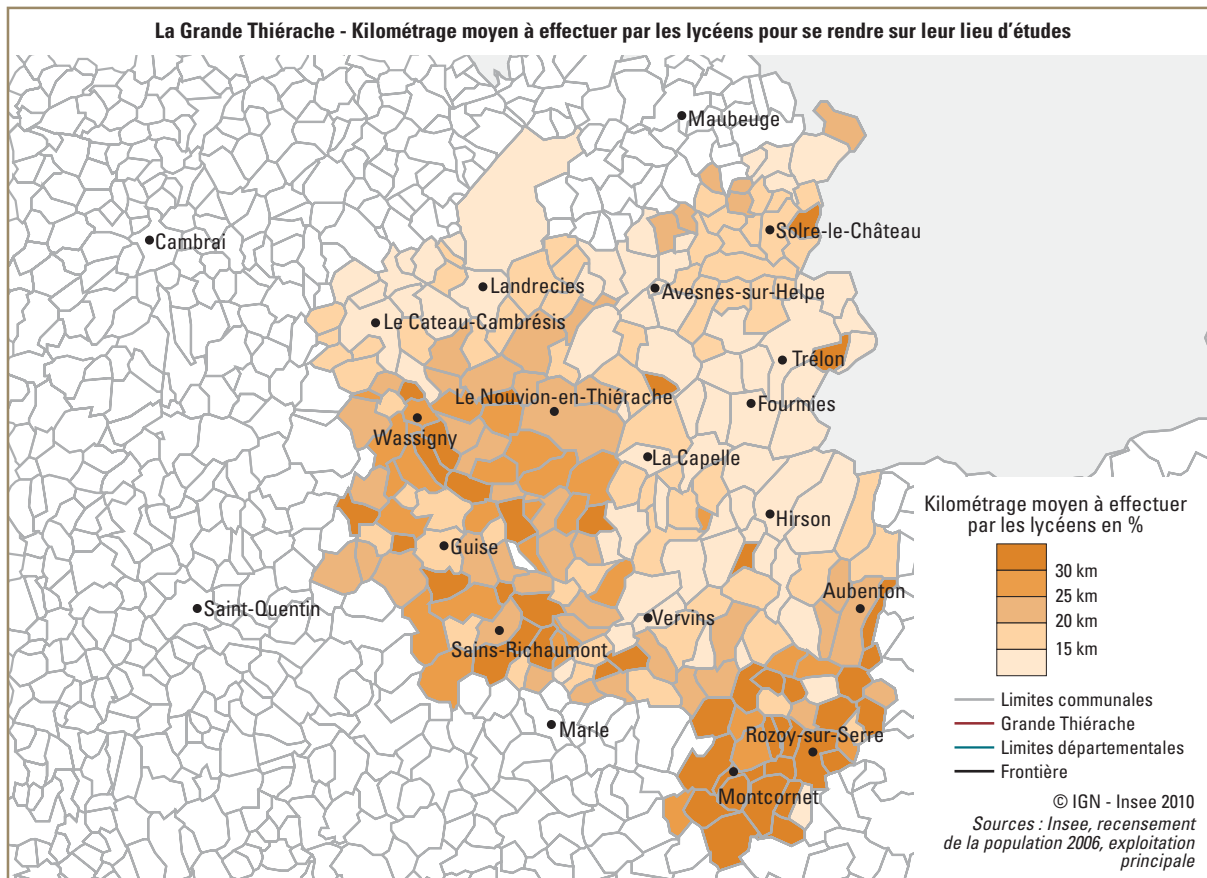 La Grande Thiérache - Kilométrage moyen à effectuer par les lycéens pour se rendre sur leur lieu d'études
Maubeuge
Cambrai
Solre-le-Château
Landrecies
Avesnes-sur-Helpe
Le Cateau-Cambrésis
Trélon
Le Nouvion-en-Thiérache
Fourmies
Wassigny
La Capelle
Hirson
Guise
Aubenton
Saint-Quentin
Vervins
Sains-Richaumont
Marle
Rozoy-sur-Serre
Montcornet
Kilométrage moyen à effectuer
par les lycéens en %
30 km
25 km
20 km
15 km
Limites communales
Grande Thiérache
Limites départementales
Frontière
© IGN - Insee 2010
Sources : Insee, recensement
de la population 2006, exploitation
principale